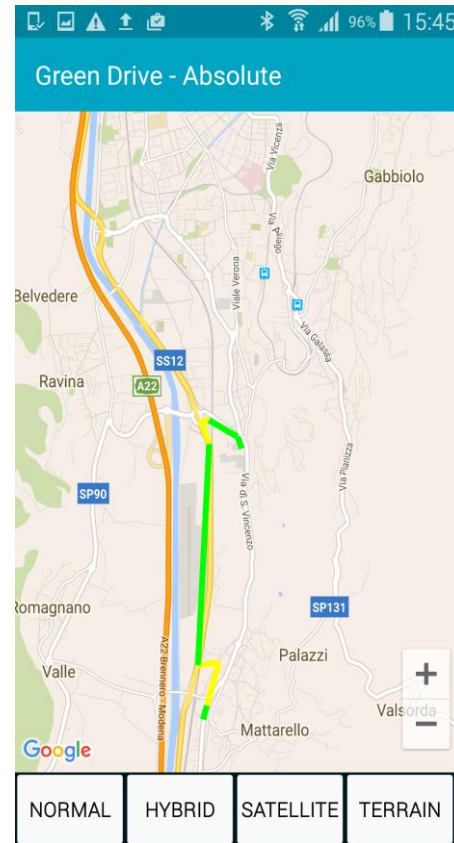 96% 15:45
Green Drive - Absolute
Via Vicenza
Gabbiolo
Via Asiago
Viale Verona
Belvedere
Via Galassa
SS12
Ravina
A22
Via Pianizza
SP90
Via di S. Vincenzo
Romagnano
SP131
Palazzi
Valle
A22 Brennero - Modena
Valsorda
Mattarello
+
−
Google
NORMAL HYBRID SATELLITE TERRAIN